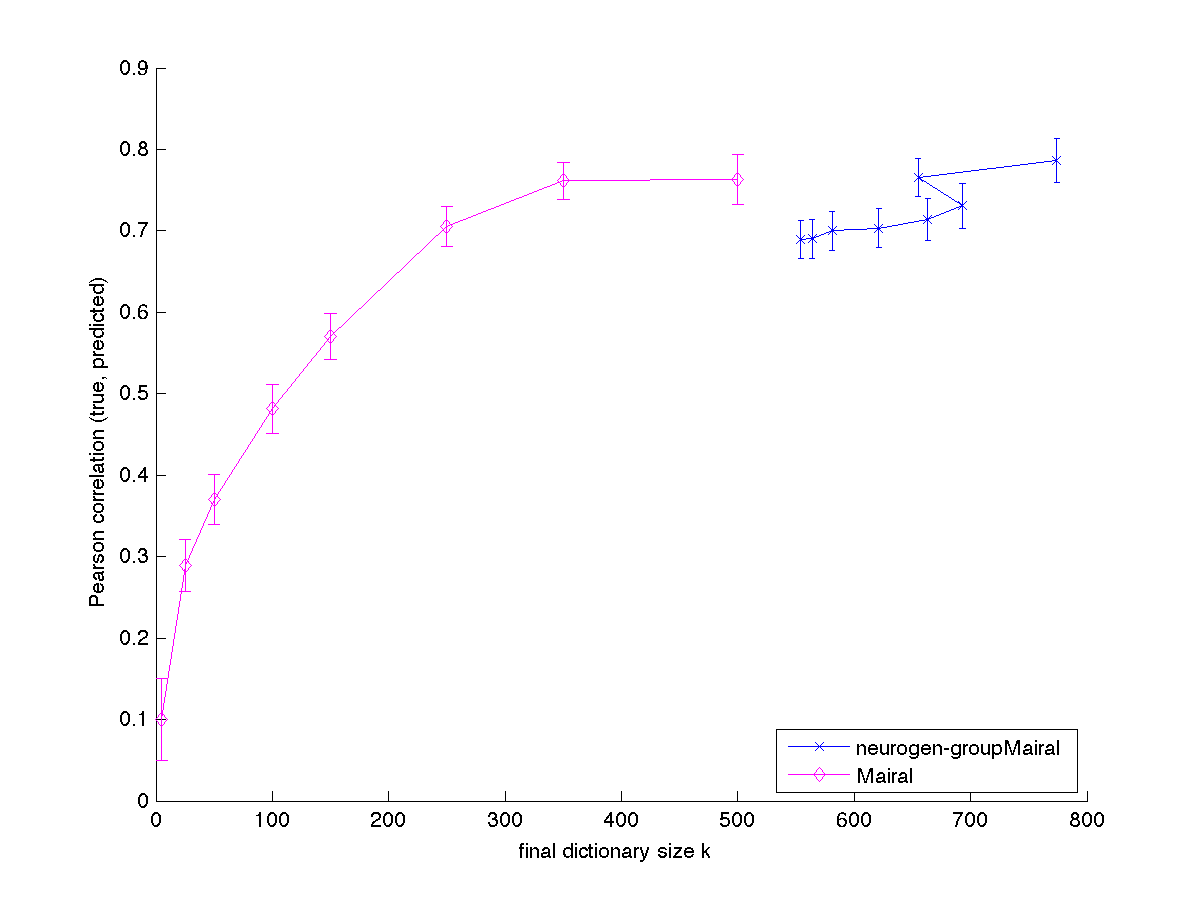 0.9
0.8
0.7
0.6
0.5
0.4
0.3
0.2
0.1
0
Pearson correlation (true, predicted)
0 100 200 300 400 500 600 700 800
final dictionary size k
neurogen-groupMairal
Mairal